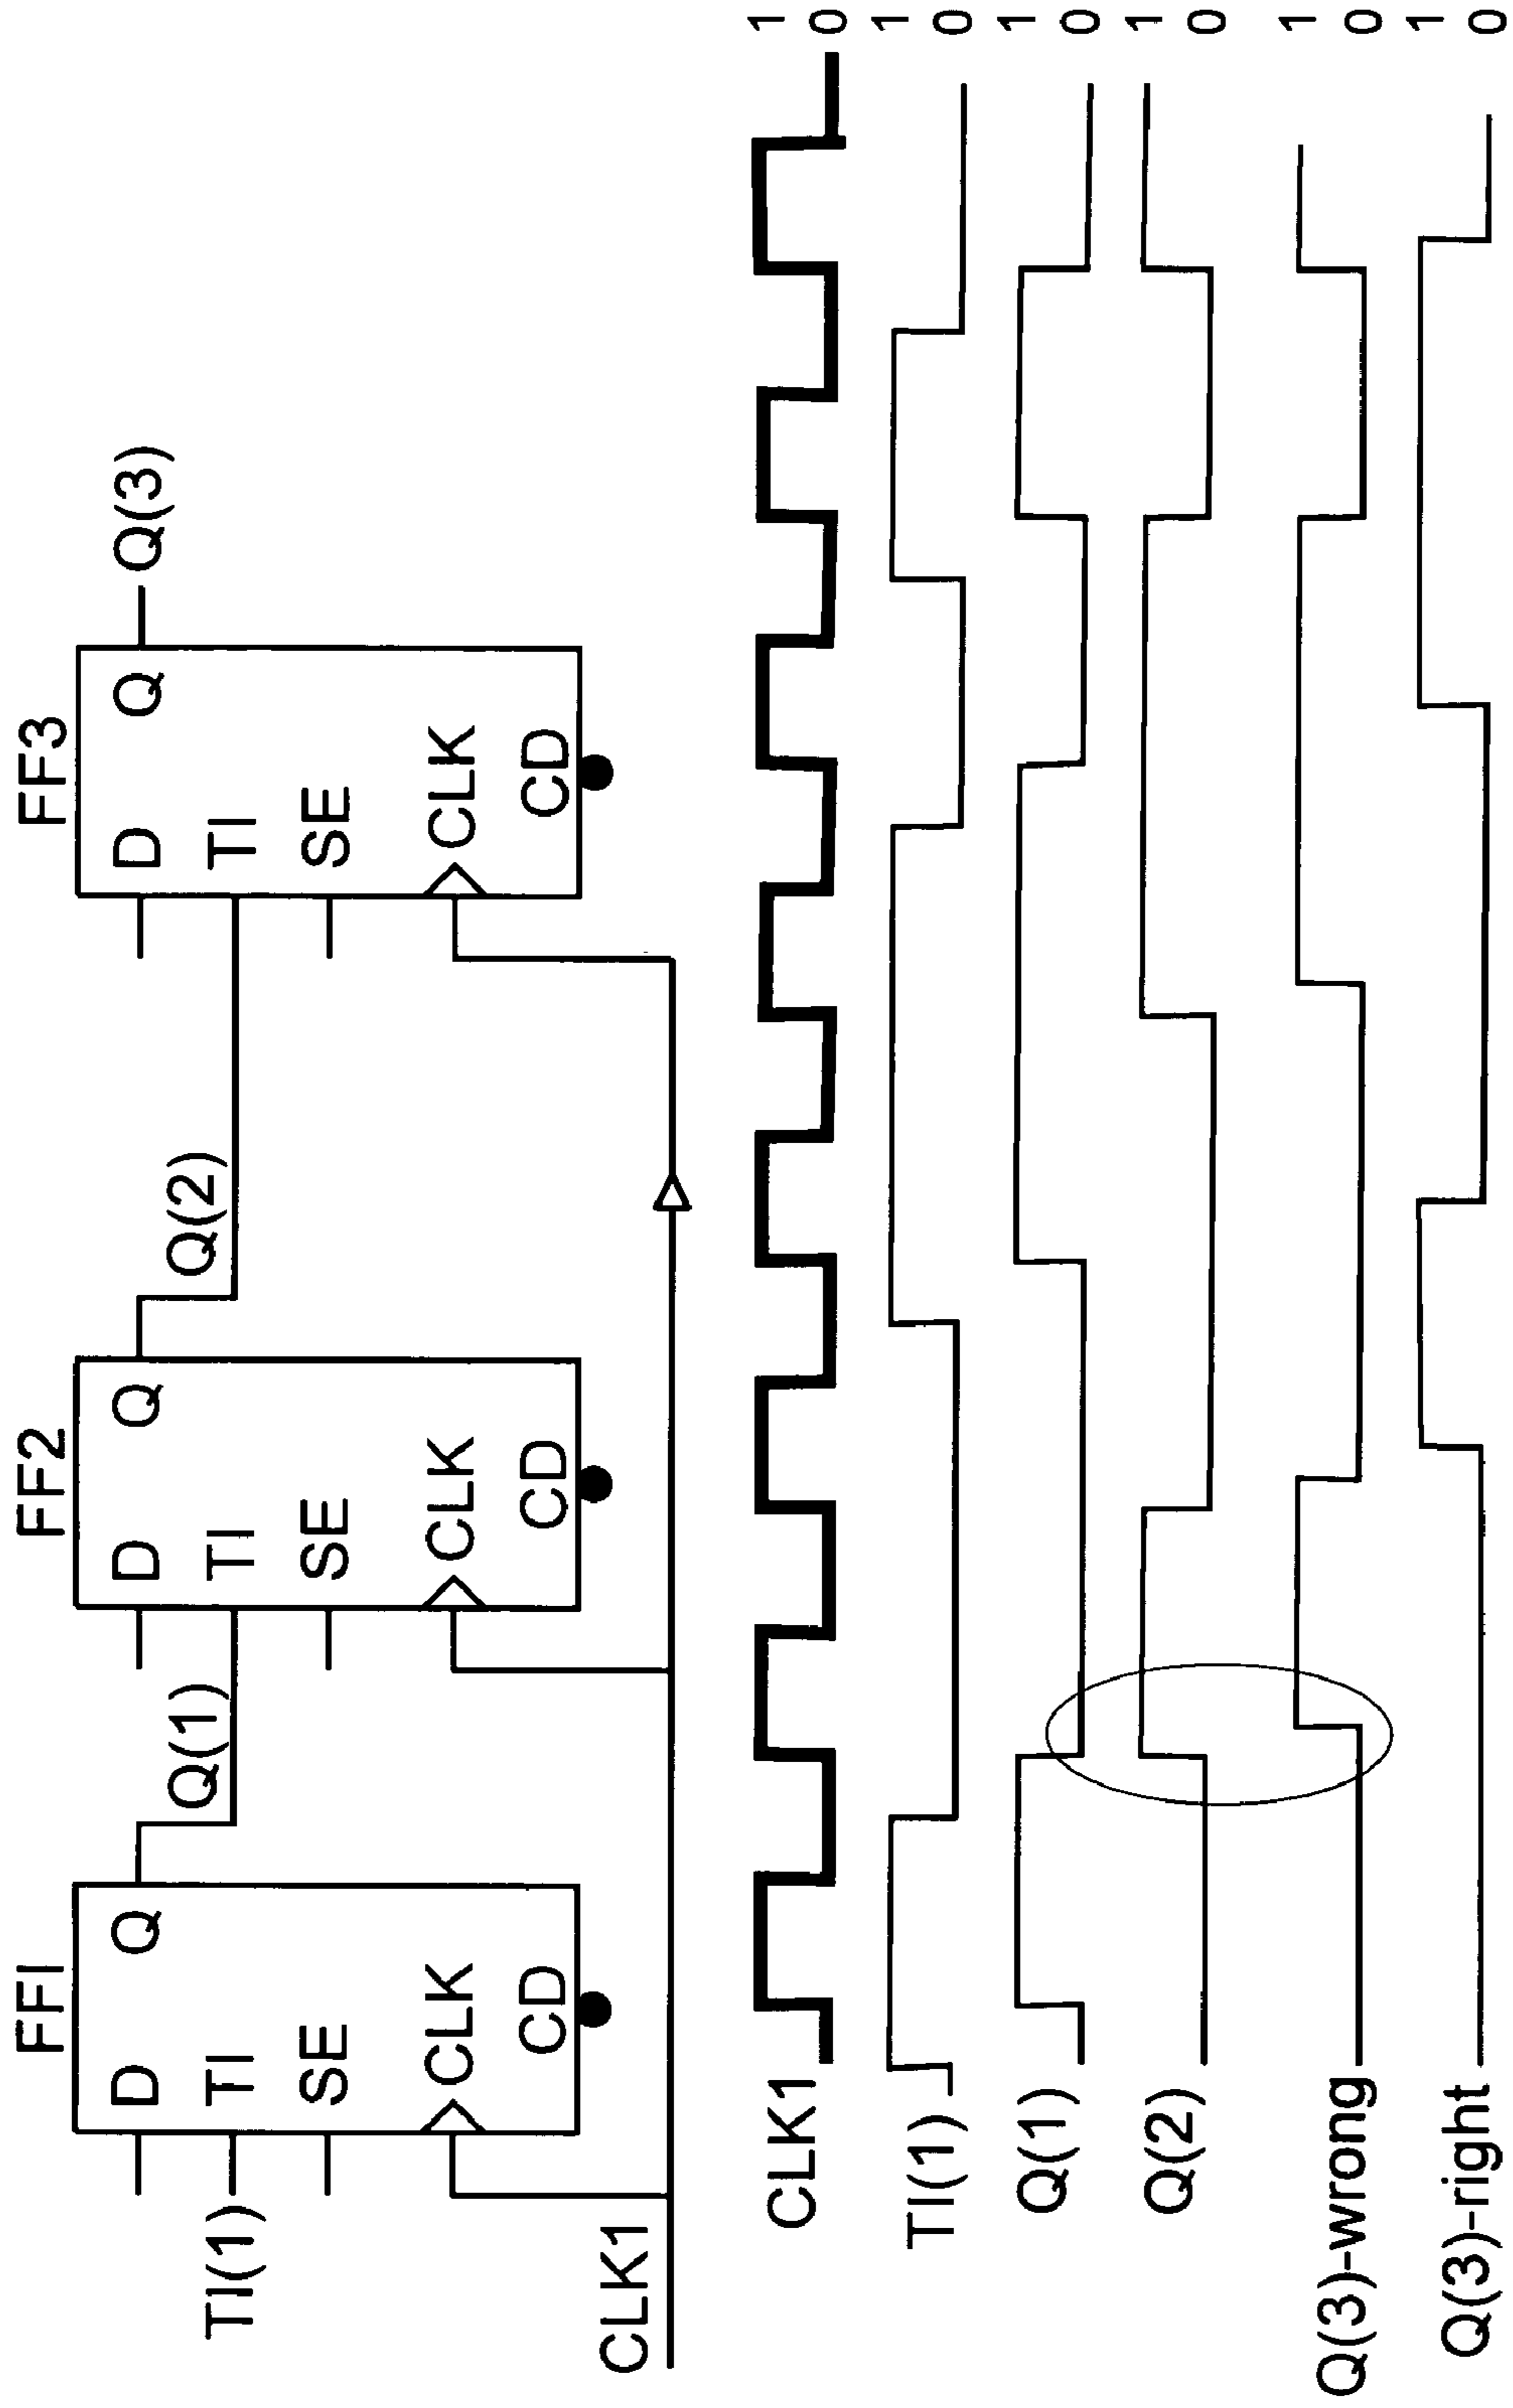 FF1
FF2
FF3
D Q
D Q
D Q
Q(3)
Q(1)
Q(2)
TI(1)
TI
TI
TI
SE
SE
SE
CLK
CLK
CLK
CD
CD
CD
CLK1
CLK1
1
0
TI(1)
1
0
Q(1)
1
0
Q(2)
1
0
Q(3)-wrong
1
0
Q(3)-right
1
0